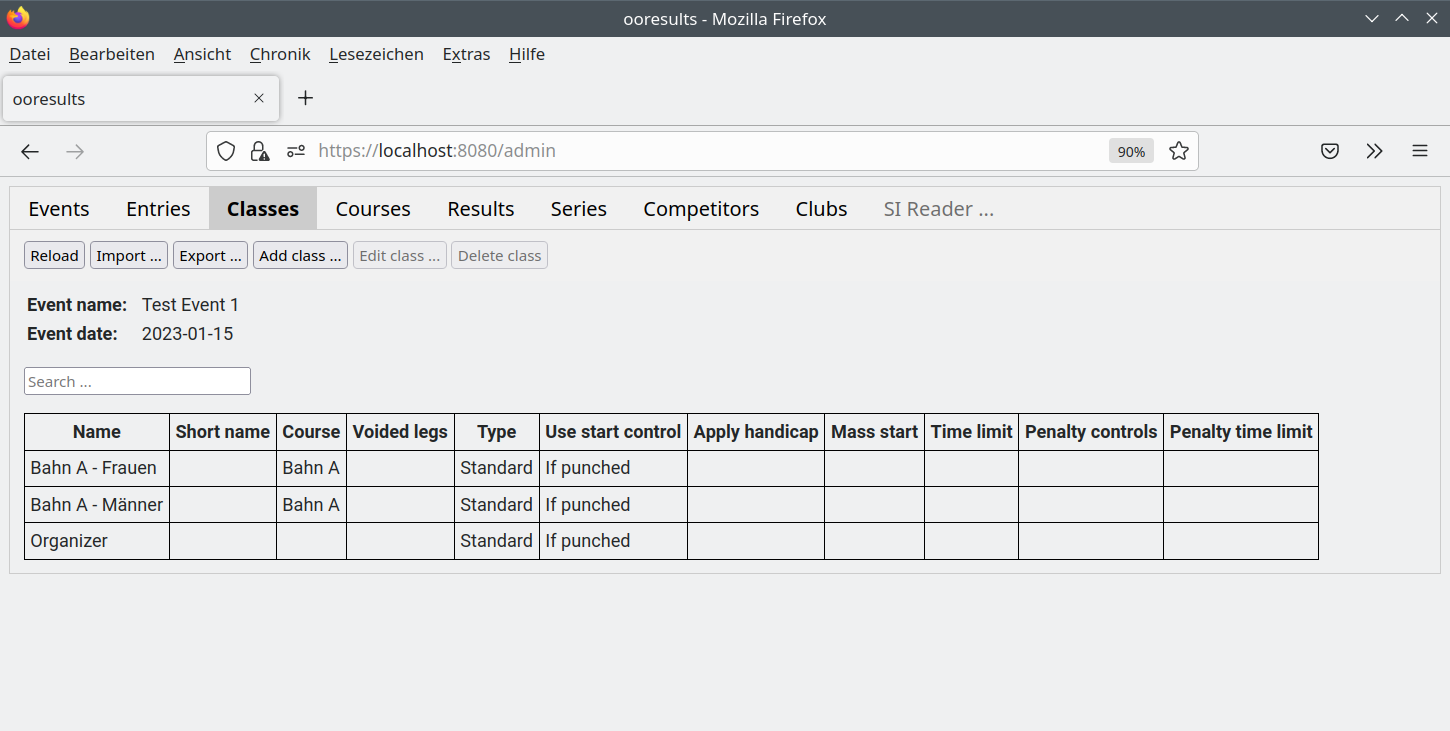 ooresults - Mozilla Firefox
Datei Bearbeiten Ansicht Chronik Lesezeichen Extras Hilfe
ooresults
https://localhost:8080/admin 90%
Events Entries Classes Courses Results Series Competitors Clubs SI Reader ...
Reload Import ... Export ... Add class ... Edit class ... Delete class
Event name: Test Event 1
Event date: 2023-01-15
Search ...
Name Short name Course Voided legs Type Use start control Apply handicap Mass start Time limit Penalty controls Penalty time limit
Bahn A - Frauen Bahn A Standard If punched
Bahn A - Männer Bahn A Standard If punched
Organizer Standard If punched